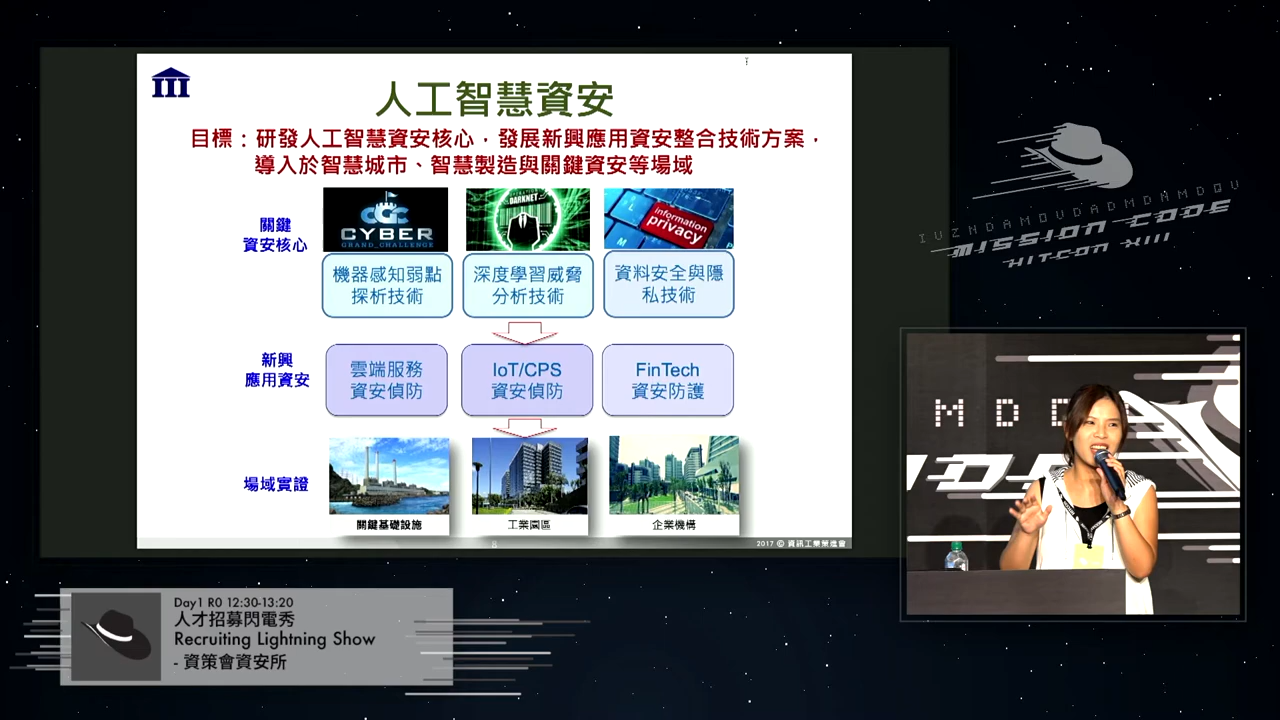 人工智慧資安
目標：研發人工智慧資安核心，發展新興應用資安整合技術方案，
導入於智慧城市、智慧製造與關鍵資安等場域
關鍵
資安核心
CGC
CYBER
GRAND_CHALLENGE
DARKNET
Information
privacy
M
機器感知弱點
探析技術
深度學習威脅
分析技術
資料安全與隱
私技術
新興
應用資安
雲端服務
資安偵防
IoT/CPS
資安偵防
FinTech
資安防護
場域實證
關鍵基礎設施
工業園區
企業機構
8
2017 © 資訊工業策進會
IUZNDAMOVDADMDNMDQU
MISSION CODE
HITCON XIII
MDQ
Day1 R0 12:30-13:20
人才招募閃電秀
Recruiting Lightning Show
- 資策會資安所